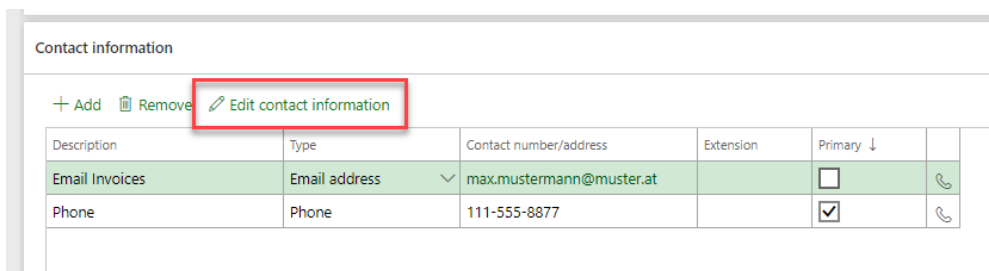 Contact information
+ Add Remove Edit contact information
Description Type Contact number/address Extension Primary ↓
Email Invoices Email address max.mustermann@muster.at
Phone Phone 111-555-8877